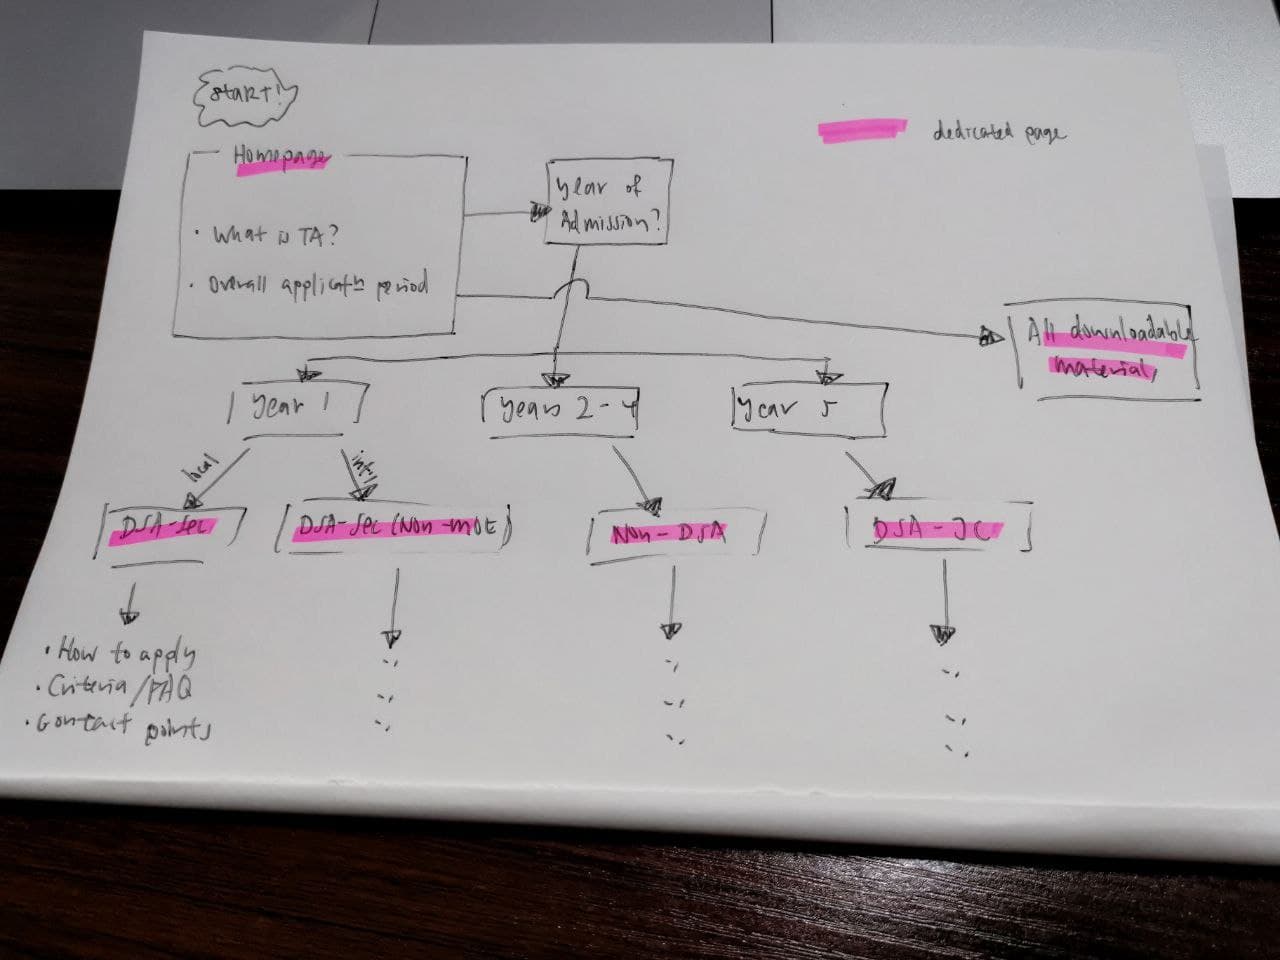 START!
dedicated page
Homepage
• What is TA?
• Overall applicatn period
Year of
Admission?
All downloadable
material,
Year 1
Years 2-4
Year 5
local
int'l
DSA-Sec
DSA-Sec (Non-MOE)
Non-DSA
DSA-JC
• How to apply
• Criteria/FAQ
• Contact points